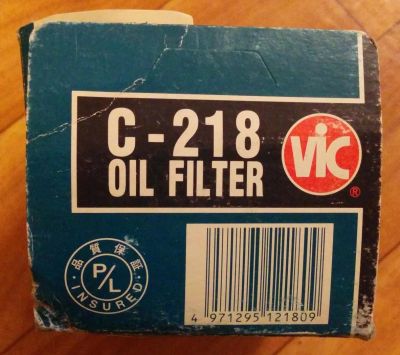 C-218
OIL FILTER
VIC
®
品質保証
P/L
INSURED
4 971295 121809